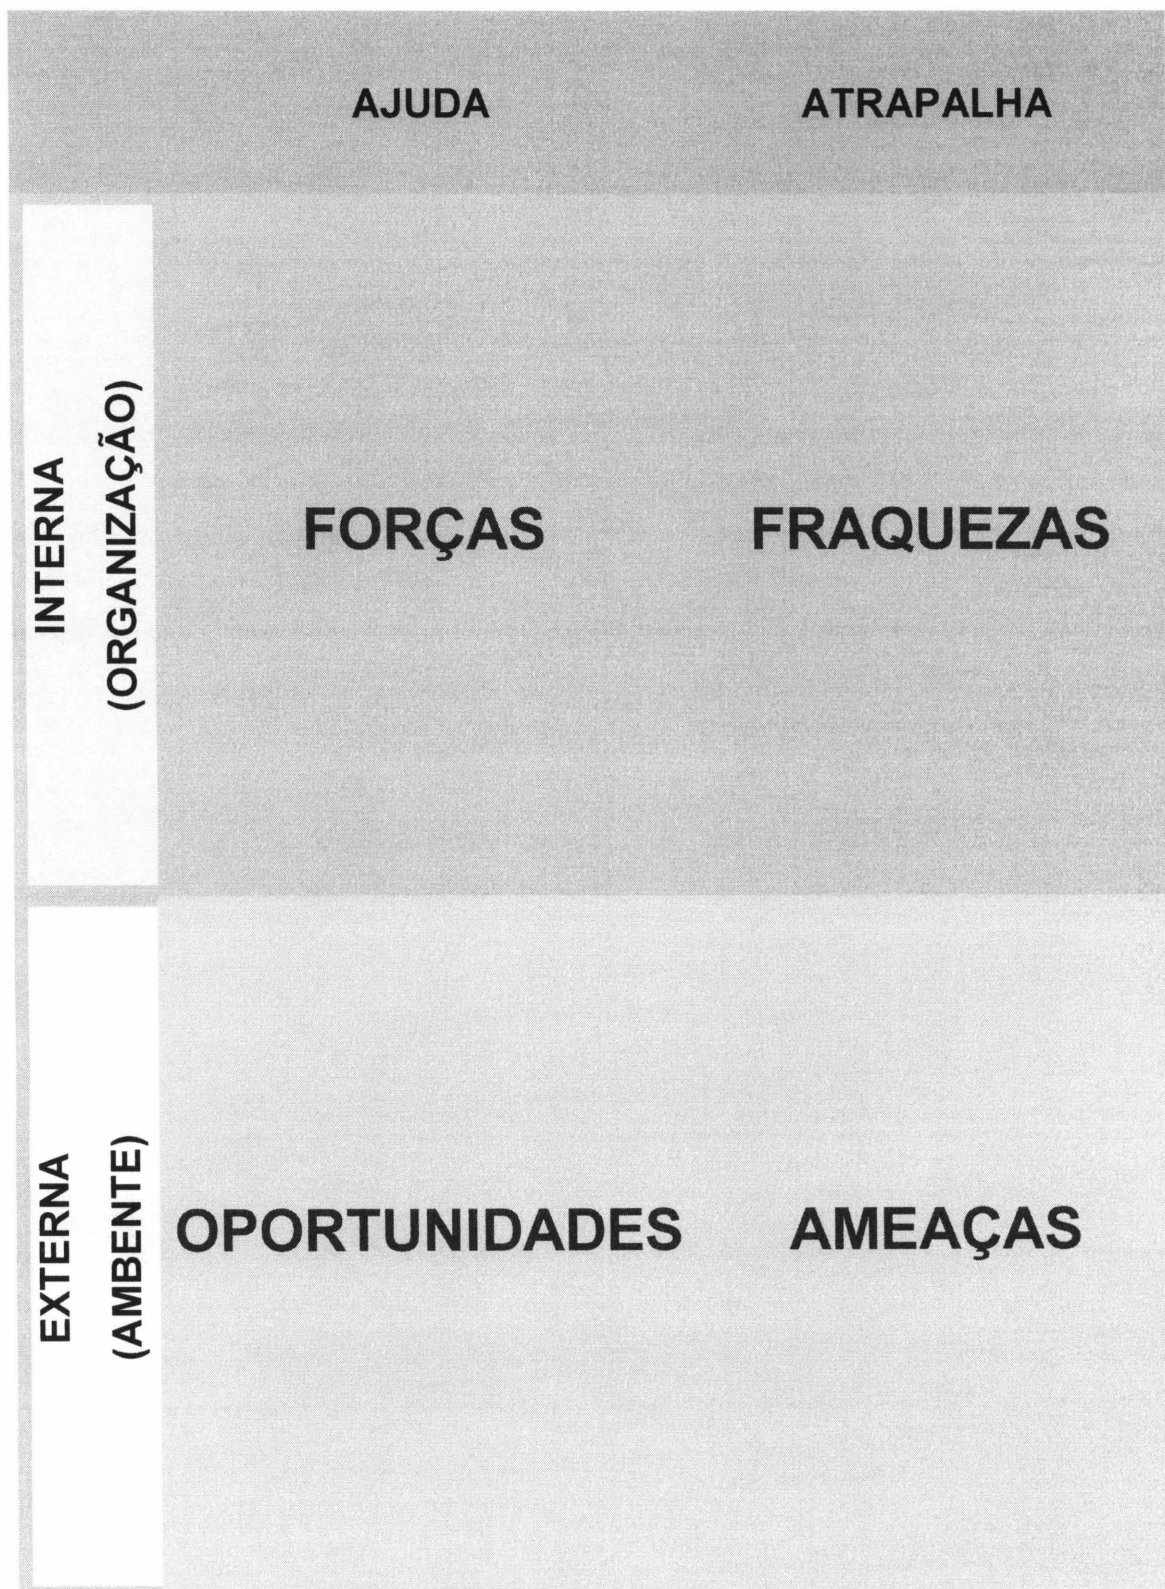 AJUDA ATRAPALHA
INTERNA
(ORGANIZAÇÃO)
FORÇAS FRAQUEZAS
EXTERNA
(AMBENTE)
OPORTUNIDADES AMEAÇAS